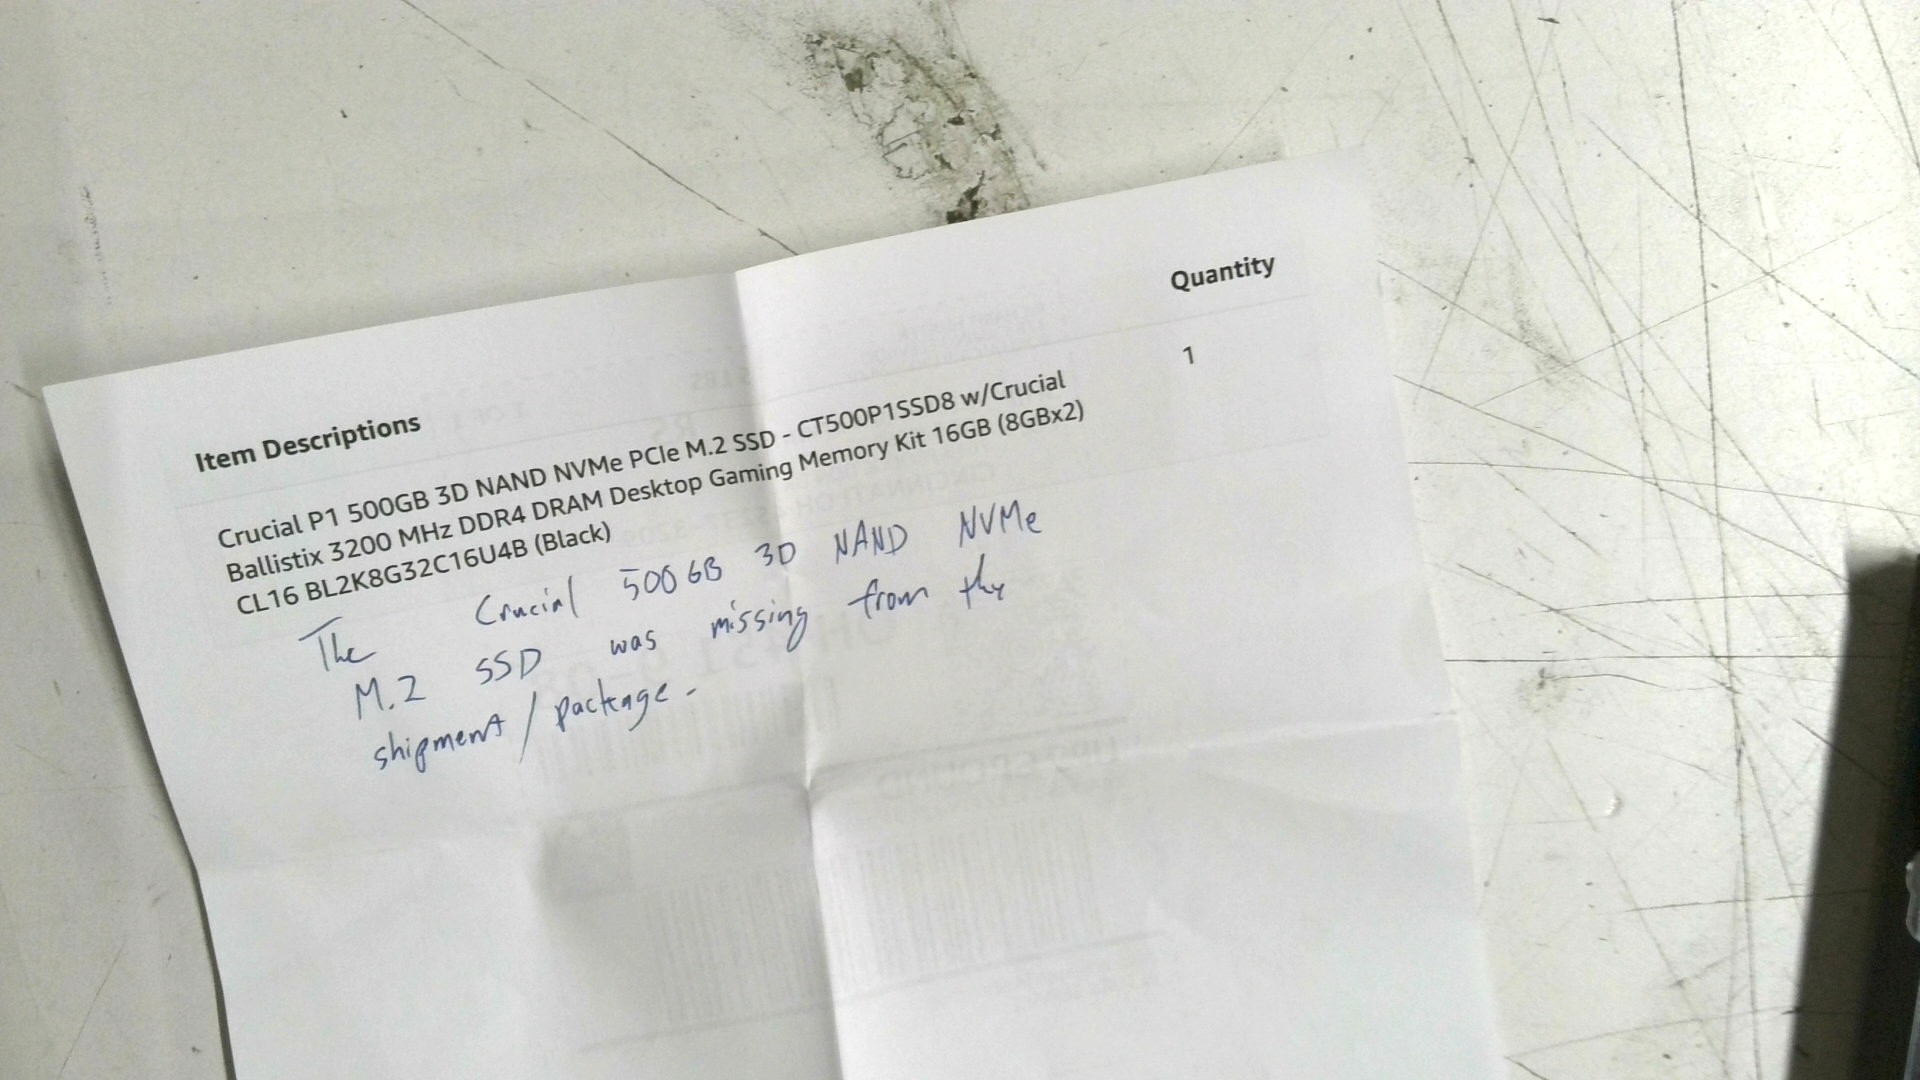 Item Descriptions Quantity
Crucial P1 500GB 3D NAND NVMe PCIe M.2 SSD - CT500P1SSD8 w/Crucial 1
Ballistix 3200 MHz DDR4 DRAM Desktop Gaming Memory Kit 16GB (8GBx2)
CL16 BL2K8G32C16U4B (Black)
The Crucial 500GB 3D NAND NVMe
M.2 SSD was missing from the
shipment/package.